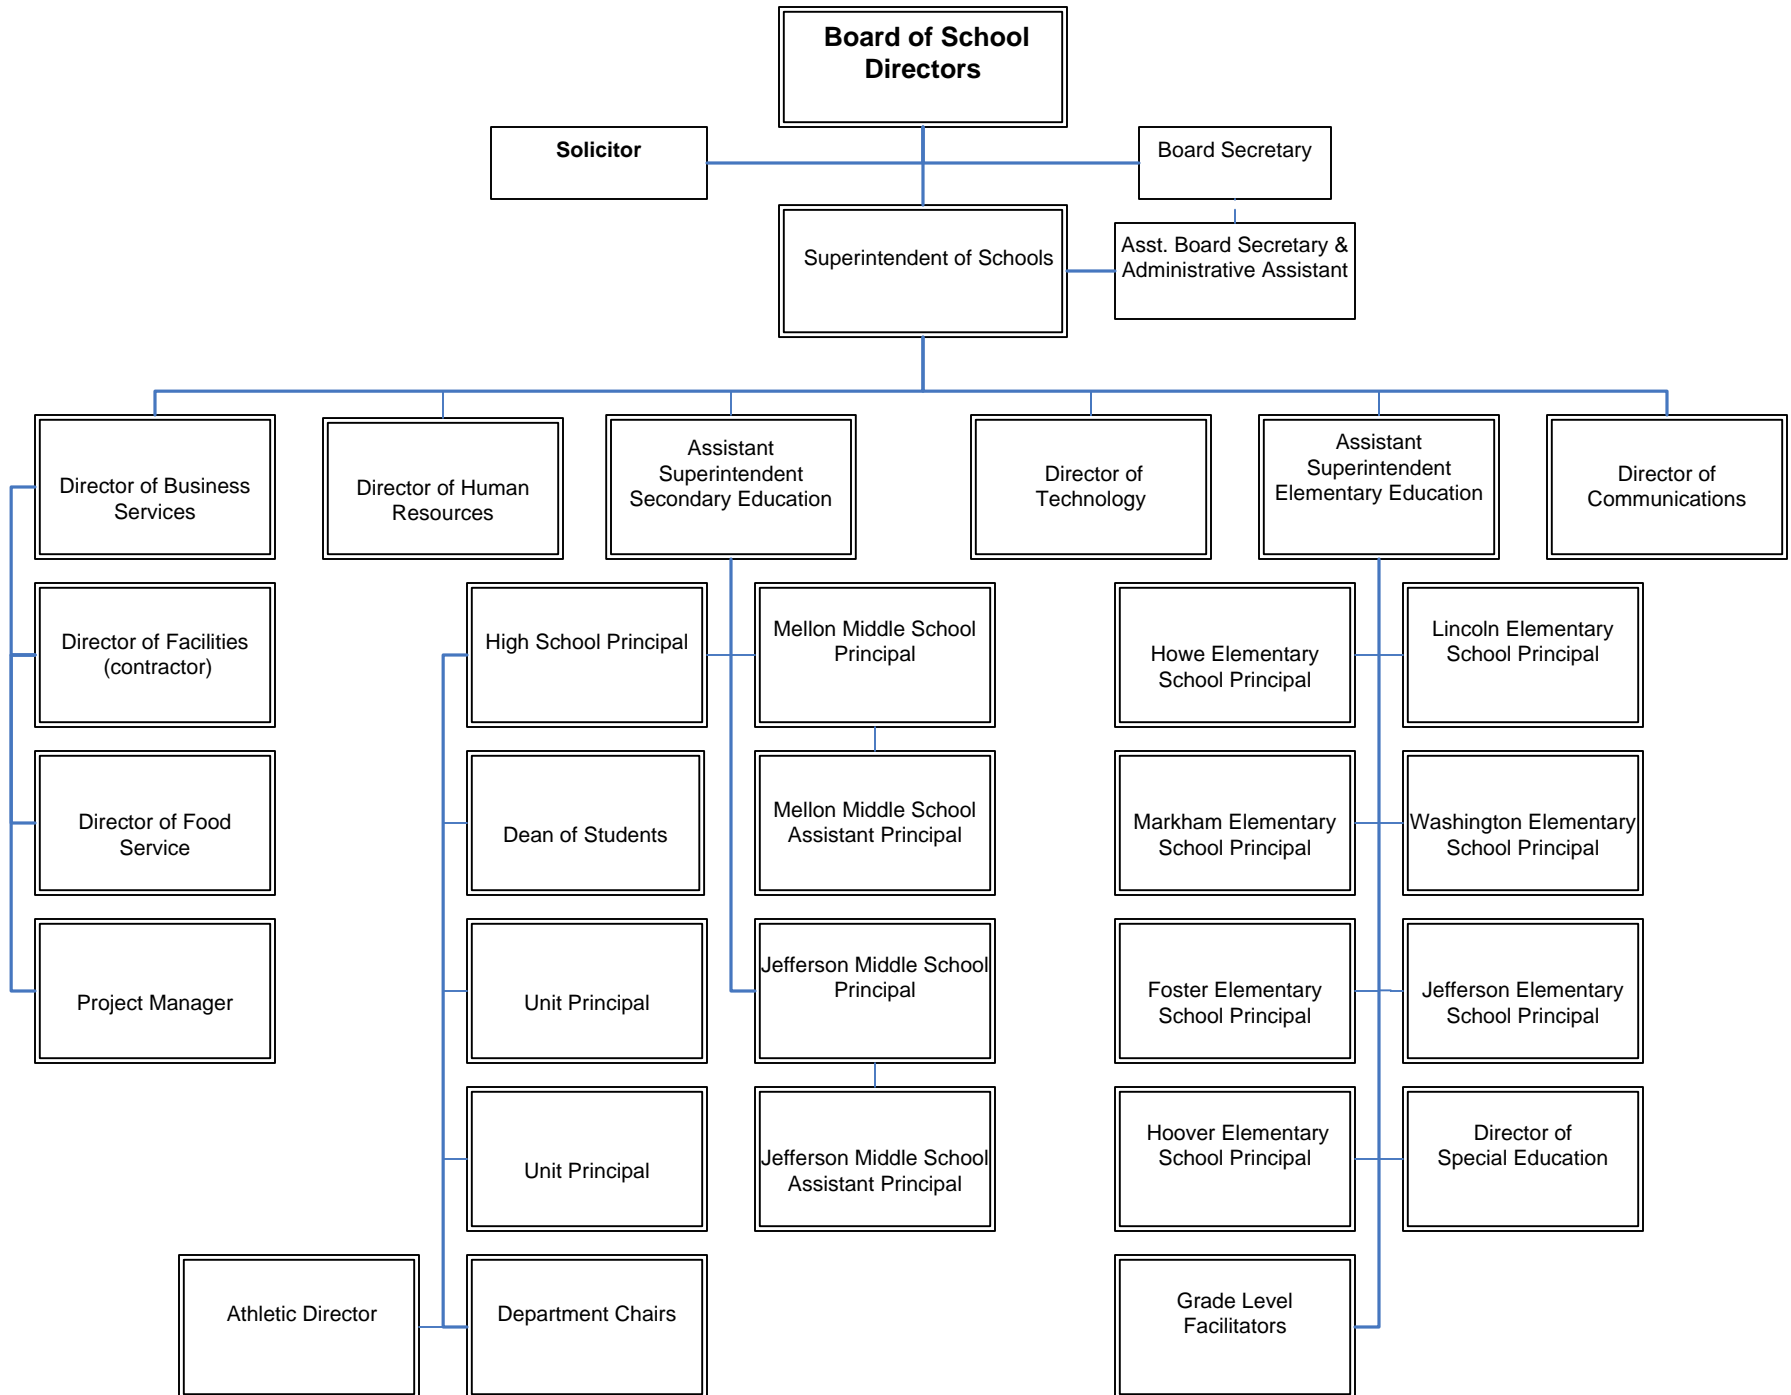 Board of School
Directors
Solicitor
Board Secretary
Superintendent of Schools
Asst. Board Secretary &
Administrative Assistant
Director of Business
Services
Director of Human
Resources
Assistant
Superintendent
Secondary Education
Director of
Technology
Assistant
Superintendent
Elementary Education
Director of
Communications
Director of Facilities
(contractor)
High School Principal
Mellon Middle School
Principal
Howe Elementary
School Principal
Lincoln Elementary
School Principal
Director of Food
Service
Dean of Students
Mellon Middle School
Assistant Principal
Markham Elementary
School Principal
Washington Elementary
School Principal
Project Manager
Unit Principal
Jefferson Middle School
Principal
Foster Elementary
School Principal
Jefferson Elementary
School Principal
Unit Principal
Jefferson Middle School
Assistant Principal
Hoover Elementary
School Principal
Director of
Special Education
Athletic Director
Department Chairs
Grade Level
Facilitators